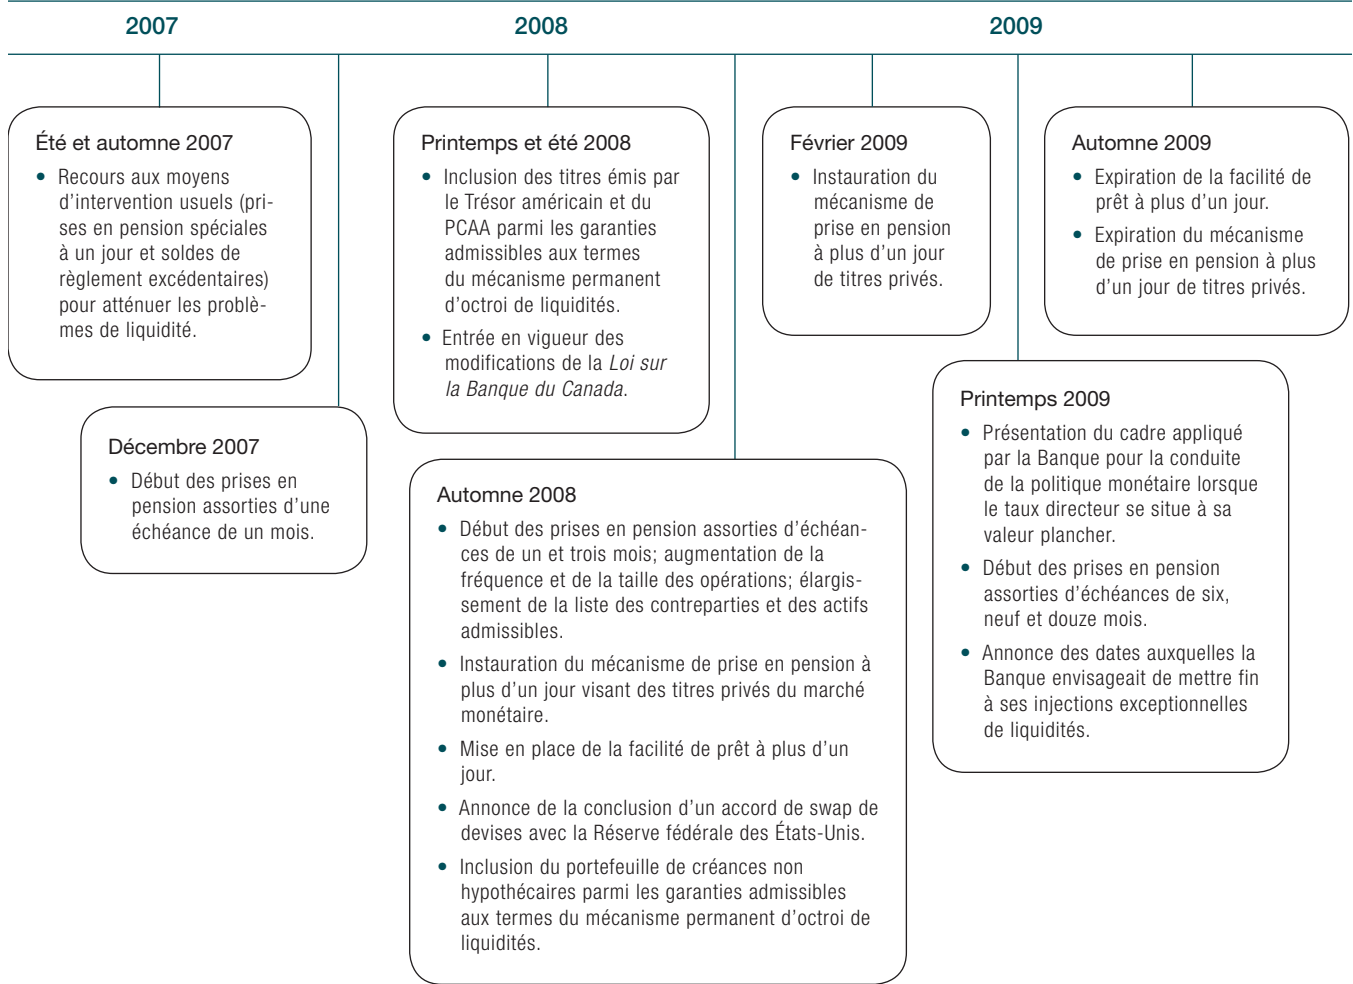 2007
2008
2009
Été et automne 2007
• Recours aux moyens
d’intervention usuels (pri-
ses en pension spéciales
à un jour et soldes de
règlement excédentaires)
pour atténuer les problè-
mes de liquidité.
Décembre 2007
• Début des prises en
pension assorties d’une
échéance de un mois.
Printemps et été 2008
• Inclusion des titres émis par
le Trésor américain et du
PCAA parmi les garanties
admissibles aux termes
du mécanisme permanent
d’octroi de liquidités.
• Entrée en vigueur des
modifications de la Loi sur
la Banque du Canada.
Automne 2008
• Début des prises en pension assorties d’échéan-
ces de un et trois mois; augmentation de la
fréquence et de la taille des opérations; élargis-
sement de la liste des contreparties et des actifs
admissibles.
• Instauration du mécanisme de prise en pension à
plus d’un jour visant des titres privés du marché
monétaire.
• Mise en place de la facilité de prêt à plus d’un
jour.
• Annonce de la conclusion d’un accord de swap de
devises avec la Réserve fédérale des États-Unis.
• Inclusion du portefeuille de créances non
hypothécaires parmi les garanties admissibles
aux termes du mécanisme permanent d’octroi de
liquidités.
Février 2009
• Instauration du
mécanisme de
prise en pension
à plus d’un jour
de titres privés.
Printemps 2009
• Présentation du cadre appliqué
par la Banque pour la conduite
de la politique monétaire lorsque
le taux directeur se situe à sa
valeur plancher.
• Début des prises en pension
assorties d’échéances de six,
neuf et douze mois.
• Annonce des dates auxquelles la
Banque envisageait de mettre fin
à ses injections exceptionnelles
de liquidités.
Automne 2009
• Expiration de la facilité de
prêt à plus d’un jour.
• Expiration du mécanisme
de prise en pension à plus
d’un jour de titres privés.